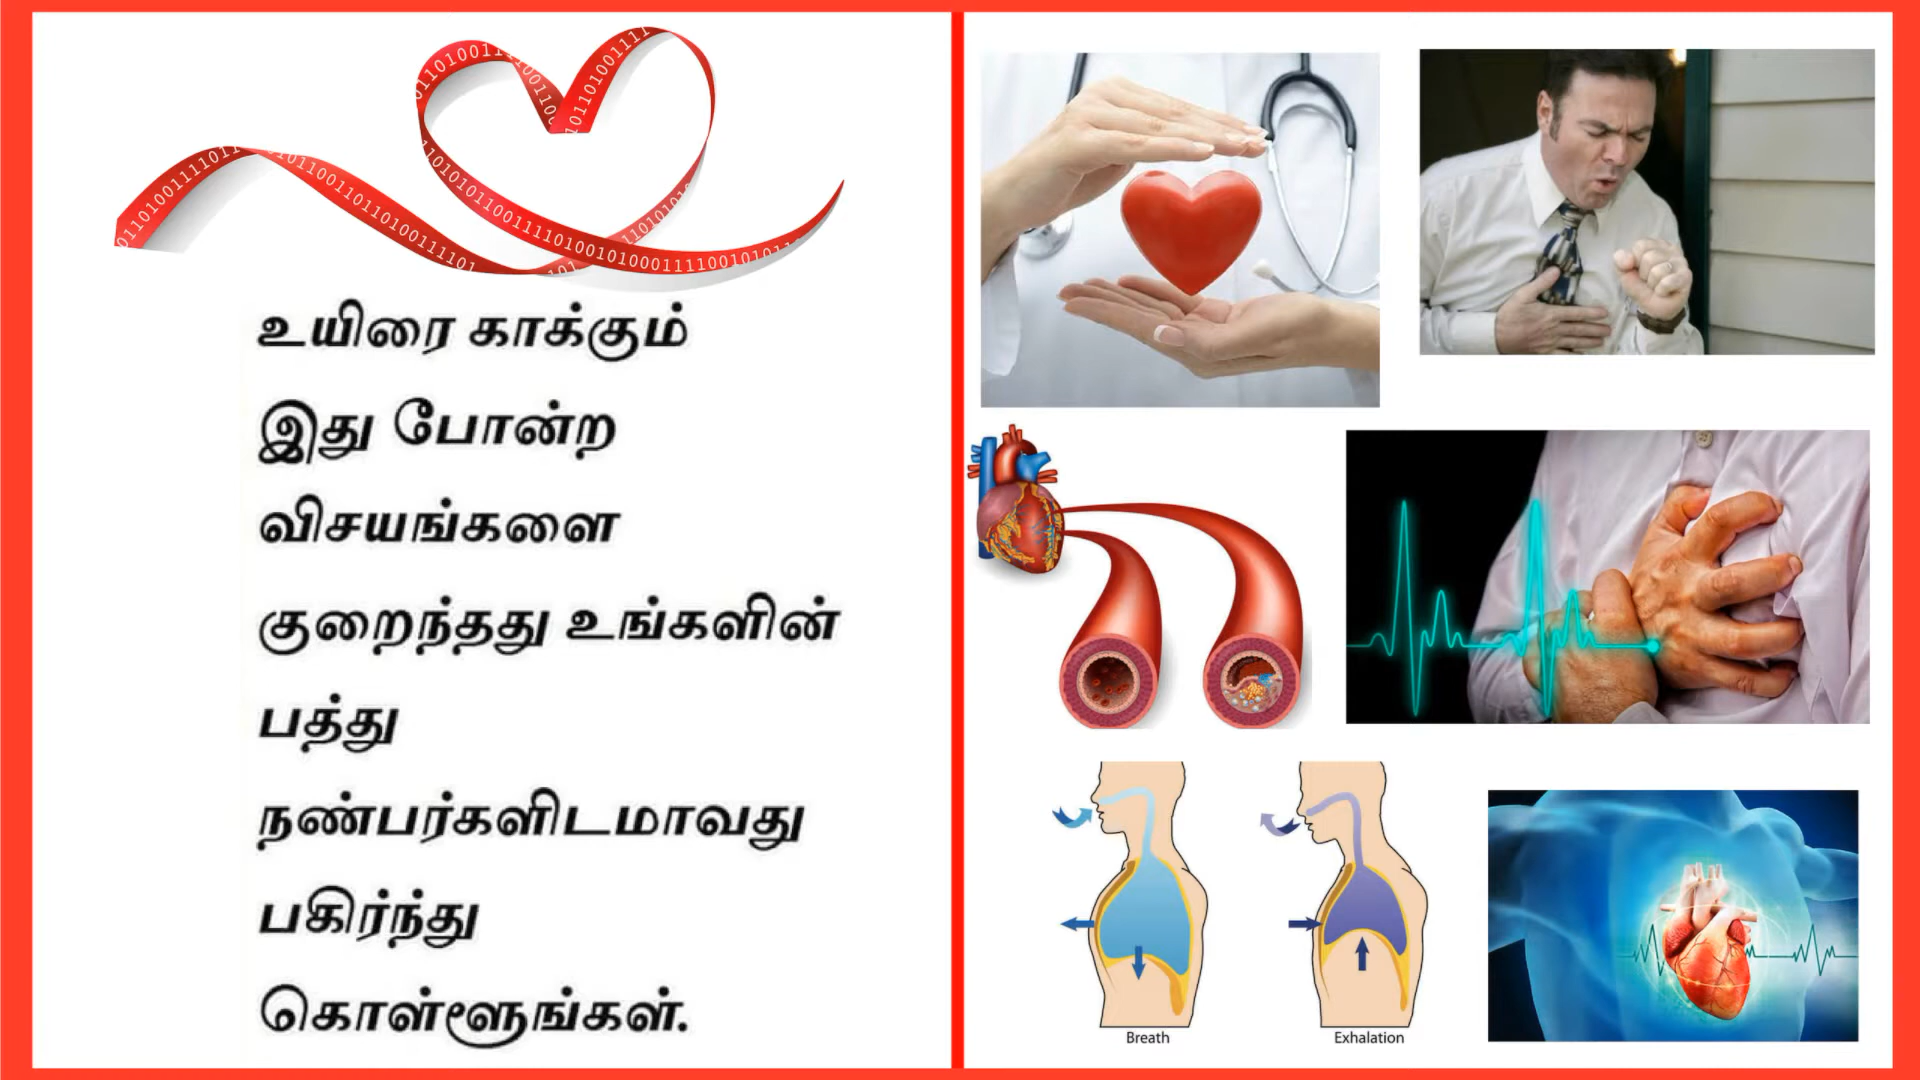 உயிரை காக்கும்
இது போன்ற
விசயங்களை
குறைந்தது உங்களின்
பத்து
நண்பர்களிடமாவது
பகிர்ந்து
கொள்ளூங்கள்.
Breath
Exhalation